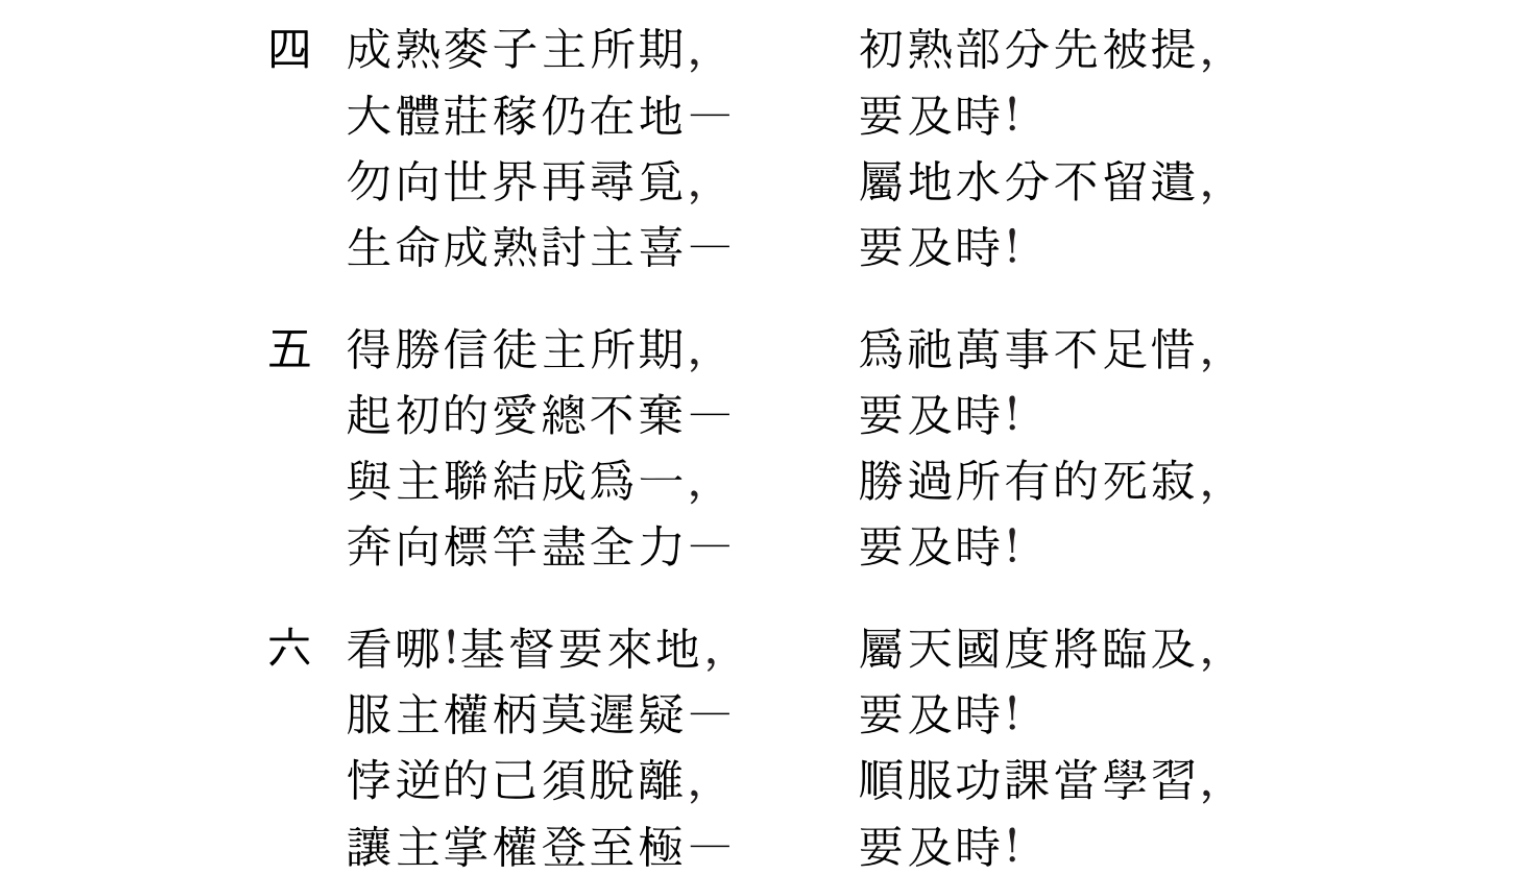 四 成熟麥子主所期， 初熟部分先被提，
大體莊稼仍在地— 要及時！
勿向世界再尋覓， 屬地水分不留遺，
生命成熟討主喜— 要及時！
五 得勝信徒主所期， 爲祂萬事不足惜，
起初的愛總不棄— 要及時！
與主聯結成爲一， 勝過所有的死寂，
奔向標竿盡全力— 要及時！
六 看哪！基督要來地， 屬天國度將臨及，
服主權柄莫遲疑— 要及時！
悖逆的己須脫離， 順服功課當學習，
讓主掌權登至極— 要及時！